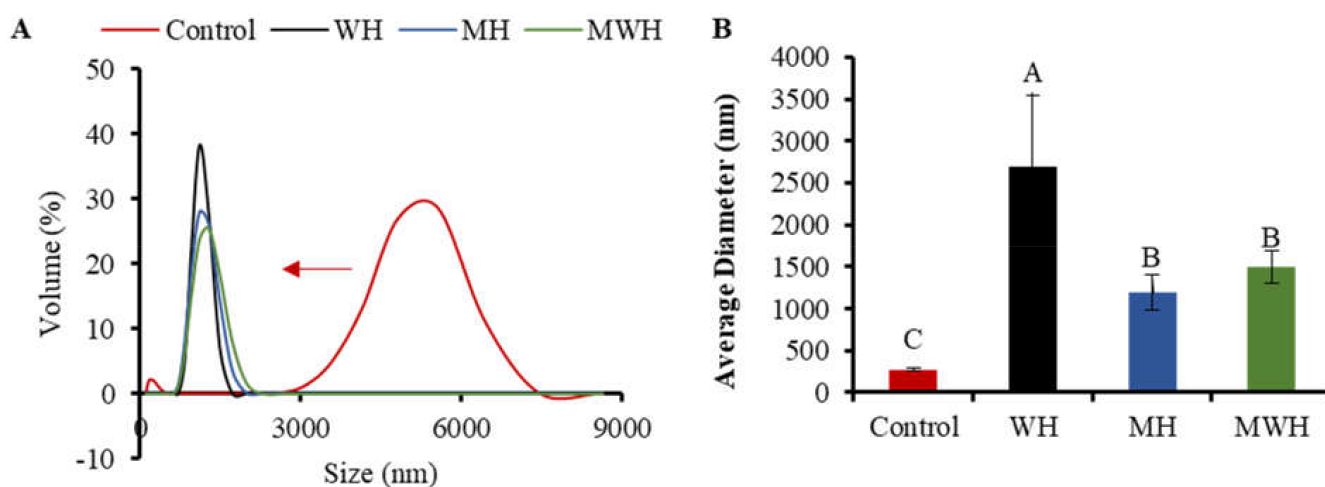 A
Control WH MH MWH
50
40
30
20
10
0
-10
Volume (%)
0 3000 6000 9000
Size (nm)
B
4000
3500
3000
2500
2000
1500
1000
500
0
Average Diameter (nm)
C A B B
Control WH MH MWH